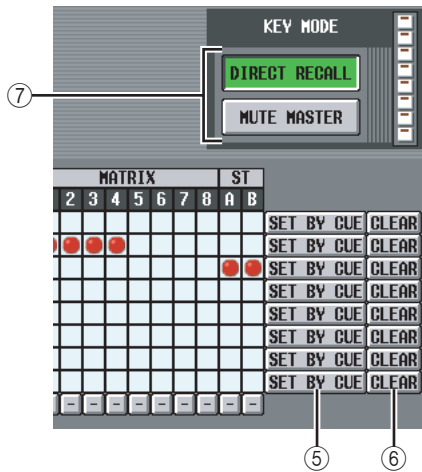 KEY MODE
DIRECT RECALL
⑦
MUTE MASTER
MATRIX ST
2 3 4 5 6 7 8 A B
SET BY CUE CLEAR
SET BY CUE CLEAR
SET BY CUE CLEAR
SET BY CUE CLEAR
SET BY CUE CLEAR
SET BY CUE CLEAR
SET BY CUE CLEAR
SET BY CUE CLEAR
- - - - - - - - -
⑤ ⑥